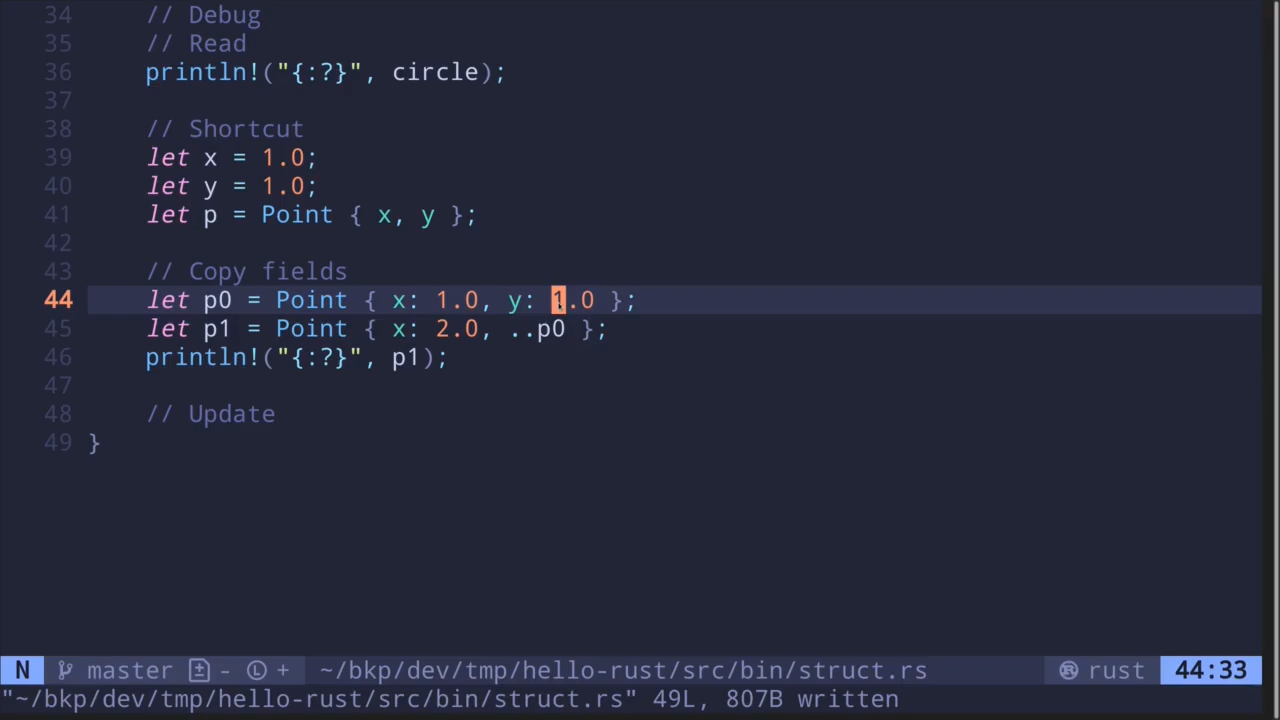 34 // Debug
35 // Read
36 println!("{:?}", circle);
37
38 // Shortcut
39 let x = 1.0;
40 let y = 1.0;
41 let p = Point { x, y };
42
43 // Copy fields
44 let p0 = Point { x: 1.0, y: 1.0 };
45 let p1 = Point { x: 2.0, ..p0 };
46 println!("{:?}", p1);
47
48 // Update
49 }
N master - L + ~/bkp/dev/tmp/hello-rust/src/bin/struct.rs rust 44:33
"~/bkp/dev/tmp/hello-rust/src/bin/struct.rs" 49L, 807B written